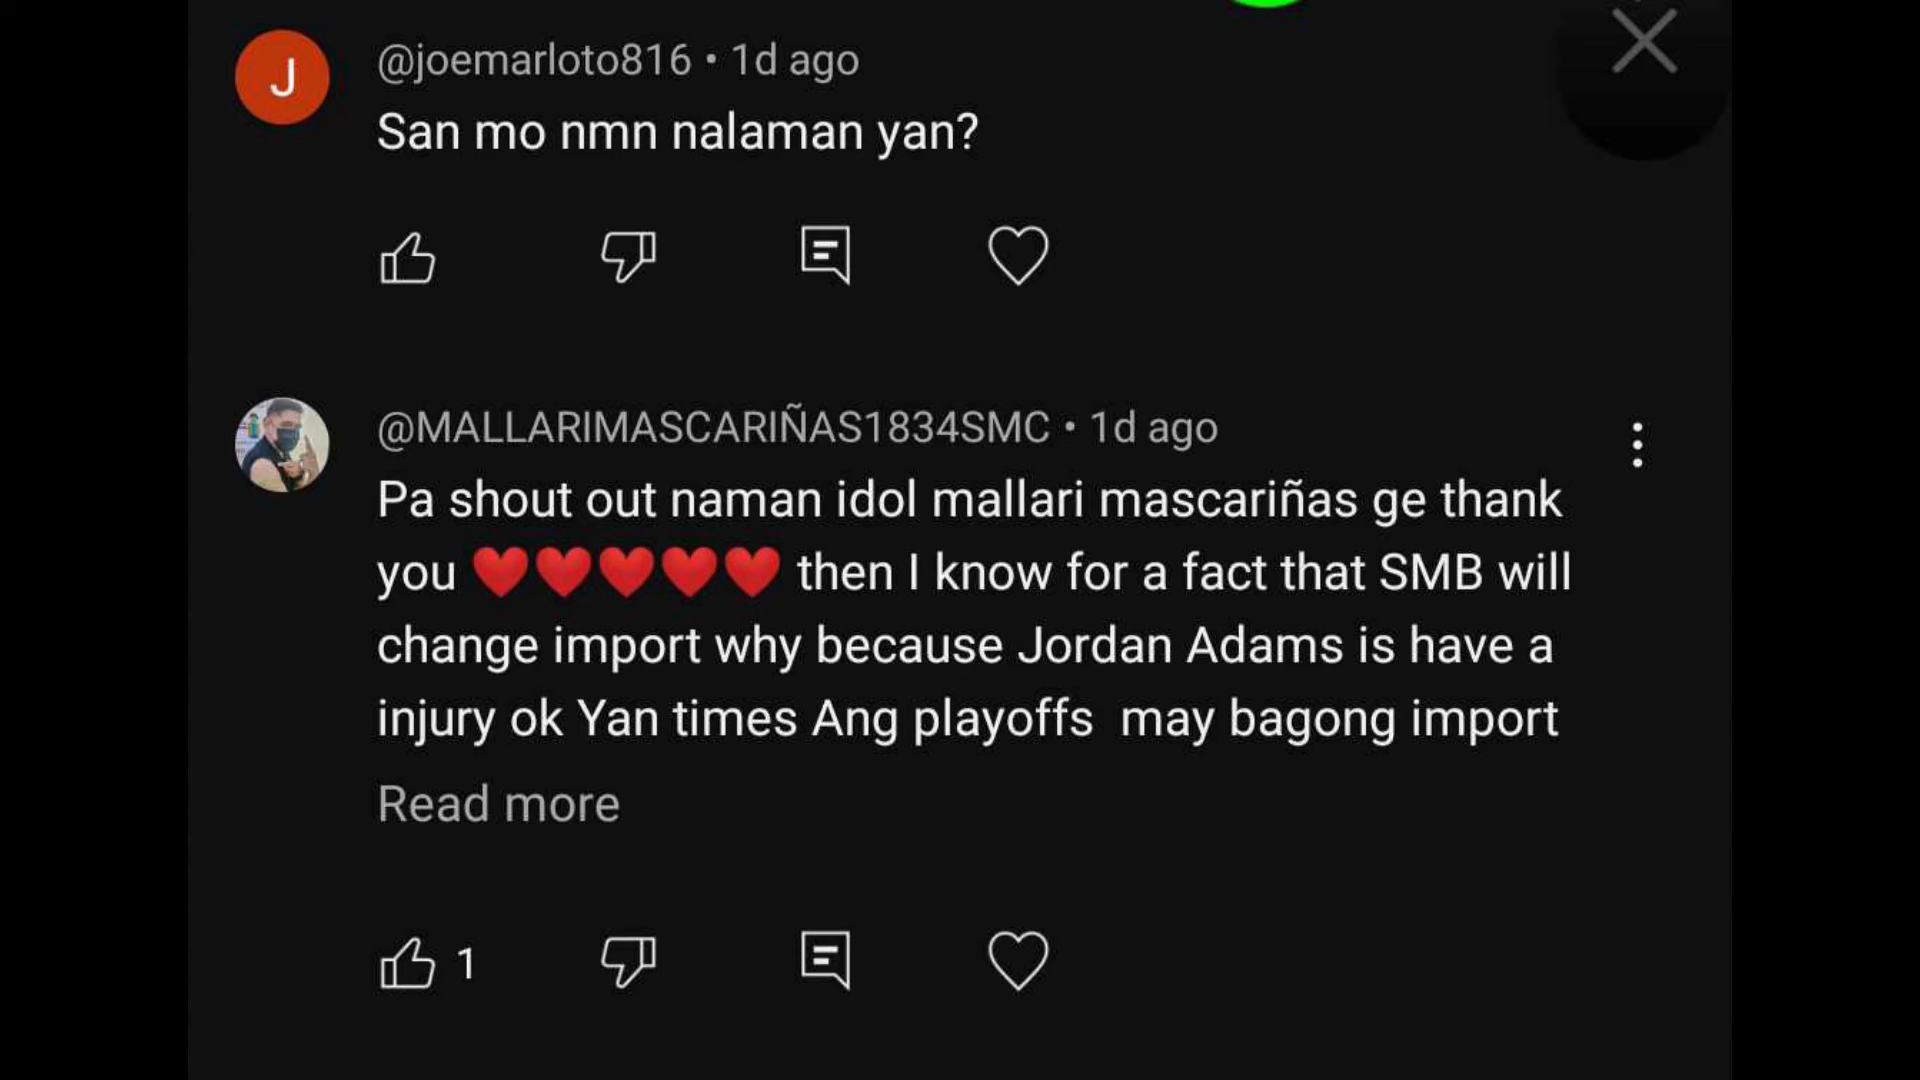 J
@joemarloto816 • 1d ago
San mo nmn nalaman yan?
@MALLARIMASCARIÑAS1834SMC • 1d ago
Pa shout out naman idol mallari mascariñas ge thank
you ❤️❤️❤️❤️❤️ then I know for a fact that SMB will
change import why because Jordan Adams is have a
injury ok Yan times Ang playoffs  may bagong import
Read more
1